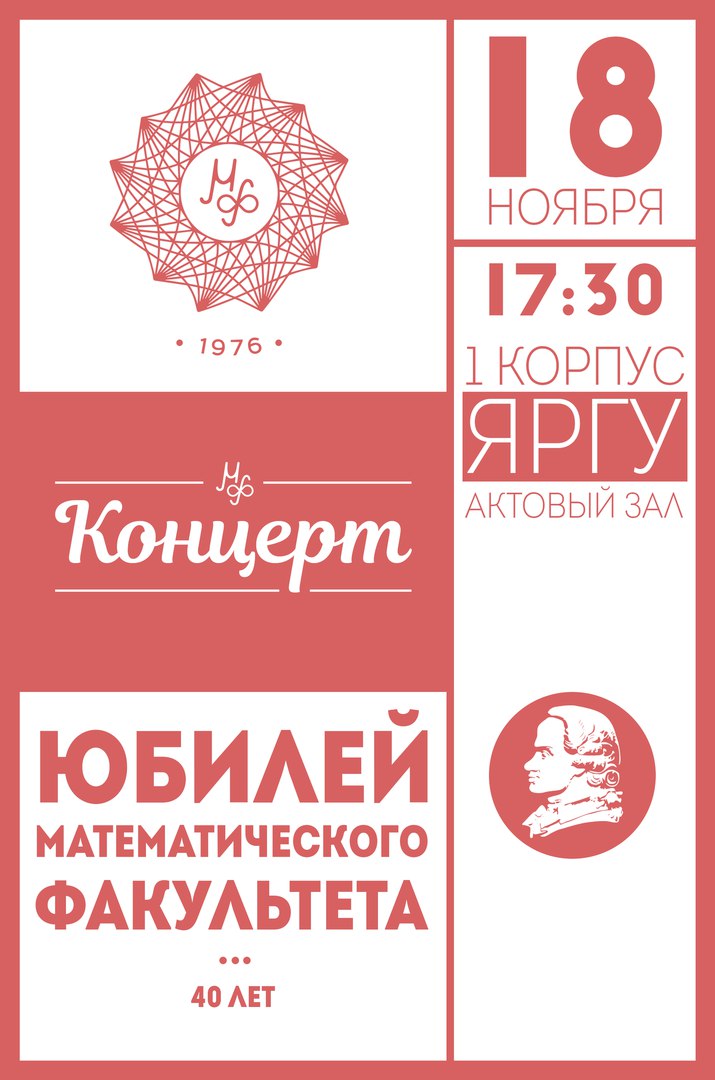 МФ
• 1976 •
18
НОЯБРЯ
17:30
1 КОРПУС
ЯРГУ
АКТОВЫЙ ЗАЛ
МФ
Концерт
ЮБИЛЕЙ
МАТЕМАТИЧЕСКОГО
ФАКУЛЬТЕТА
...
40 ЛЕТ